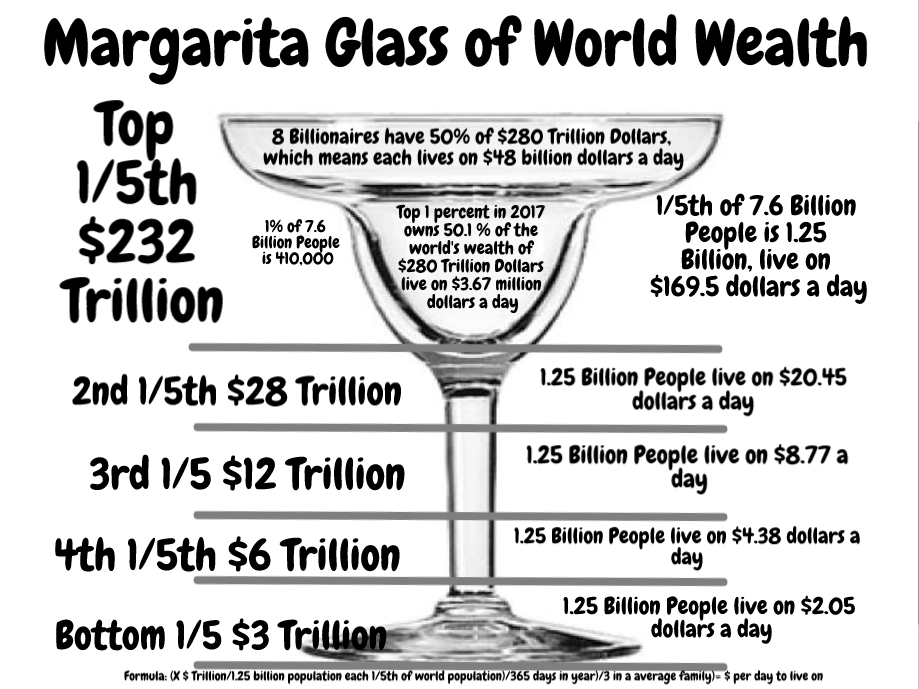 Margarita Glass of World Wealth
Top
1/5th
$232
Trillion
8 Billionaires have 50% of $280 Trillion Dollars,
which means each lives on $48 billion dollars a day
1% of 7.6
Billion People
is 410,000
Top 1 percent in 2017
owns 50.1 % of the
world's wealth of
$280 Trillion Dollars
live on $3.67 million
dollars a day
1/5th of 7.6 Billion
People is 1.25
Billion, live on
$169.5 dollars a day
2nd 1/5th $28 Trillion
1.25 Billion People live on $20.45
dollars a day
3rd 1/5 $12 Trillion
1.25 Billion People live on $8.77 a
day
4th 1/5th $6 Trillion
1.25 Billion People live on $4.38 dollars a
day
Bottom 1/5 $3 Trillion
1.25 Billion People live on $2.05
dollars a day
Formula: (X $ Trillion/1.25 billion population each 1/5th of world population)/365 days in year)/3 in a average family)= $ per day to live on